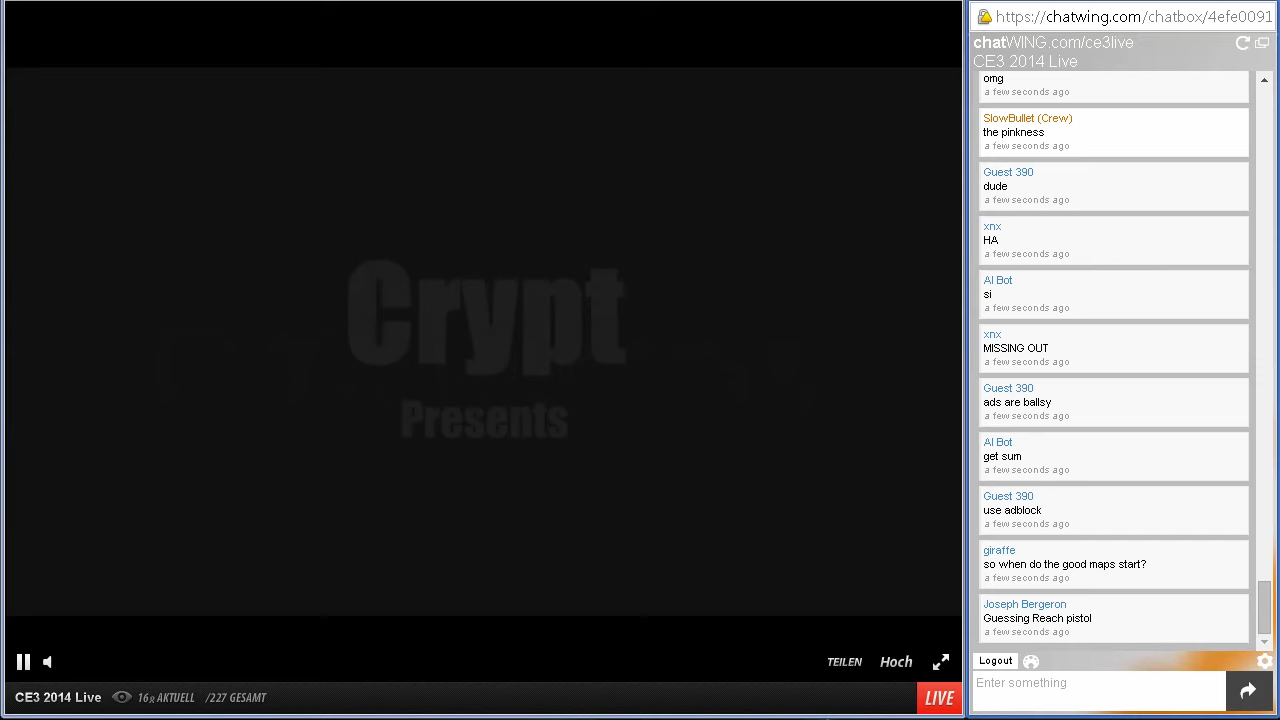 Crypt
Presents
TEILEN Hoch
CE3 2014 Live
AKTUELL /227 GESAMT
LIVE
https://chatwing.com/chatbox/4efe0091
chatWING.com/ce3live
CE3 2014 Live
omg
a few seconds ago
SlowBullet (Crew)
the pinkness
a few seconds ago
Guest 390
dude
a few seconds ago
xnx
HA
a few seconds ago
AI Bot
si
a few seconds ago
xnx
MISSING OUT
a few seconds ago
Guest 390
ads are ballsy
a few seconds ago
AI Bot
get sum
a few seconds ago
Guest 390
use adblock
a few seconds ago
giraffe
so when do the good maps start?
a few seconds ago
Joseph Bergeron
Guessing Reach pistol
a few seconds ago
Logout
Enter something